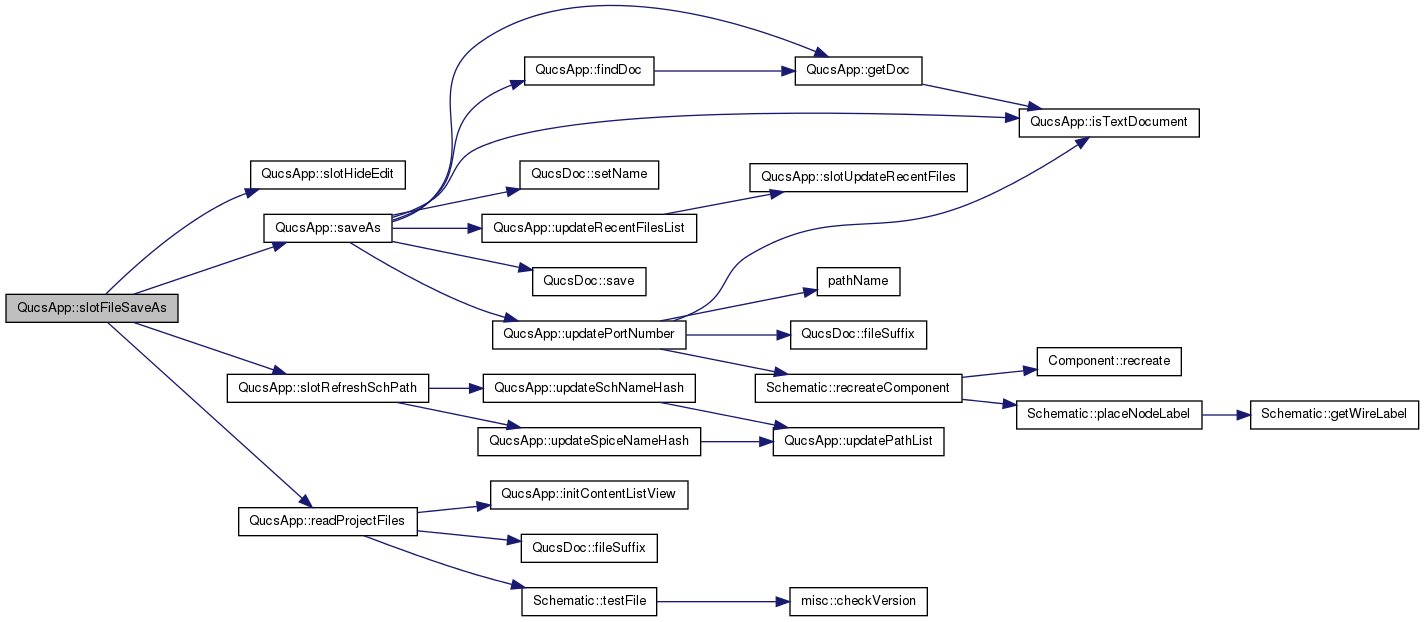 QucsApp::slotFileSaveAs
QucsApp::slotHideEdit
QucsApp::saveAs
QucsApp::slotRefreshSchPath
QucsApp::readProjectFiles
QucsApp::findDoc
QucsDoc::setName
QucsApp::updateRecentFilesList
QucsDoc::save
QucsApp::updatePortNumber
QucsApp::updateSchNameHash
QucsApp::updateSpiceNameHash
QucsApp::initContentListView
QucsDoc::fileSuffix
Schematic::testFile
QucsApp::getDoc
QucsApp::slotUpdateRecentFiles
pathName
QucsDoc::fileSuffix
Schematic::recreateComponent
QucsApp::updatePathList
misc::checkVersion
QucsApp::isTextDocument
Component::recreate
Schematic::placeNodeLabel
Schematic::getWireLabel